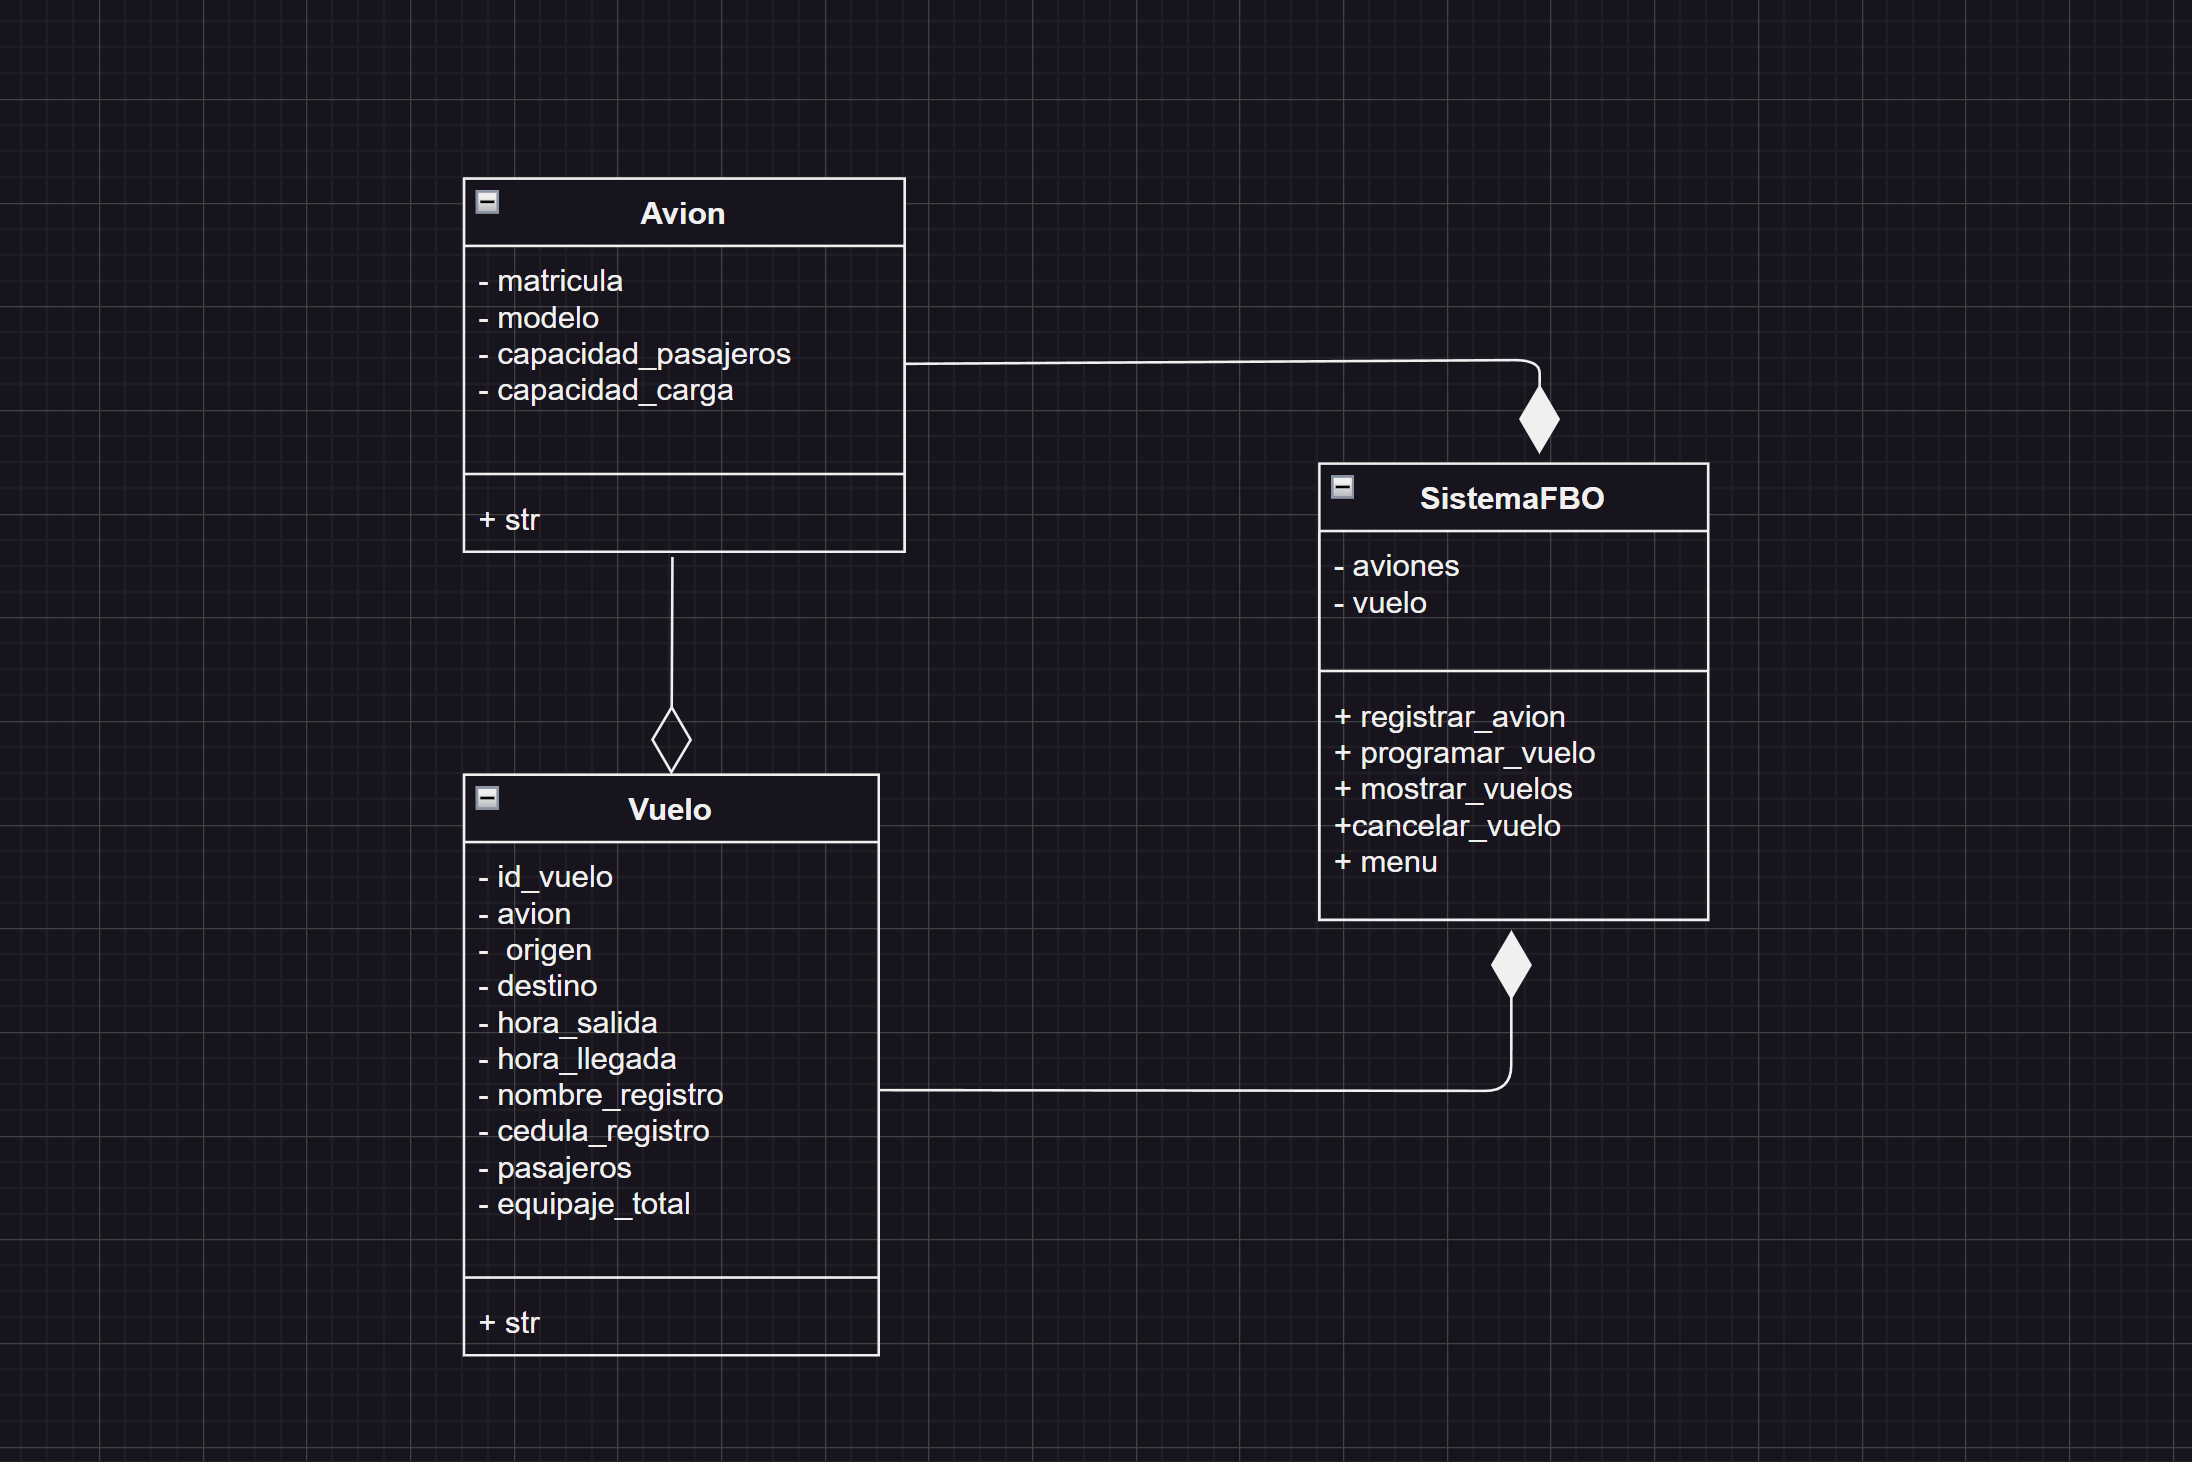 Avion
- matricula
- modelo
- capacidad_pasajeros
- capacidad_carga
+ str
SistemaFBO
- aviones
- vuelo
+ registrar_avion
+ programar_vuelo
+ mostrar_vuelos
+cancelar_vuelo
+ menu
Vuelo
- id_vuelo
- avion
-  origen
- destino
- hora_salida
- hora_llegada
- nombre_registro
- cedula_registro
- pasajeros
- equipaje_total
+ str